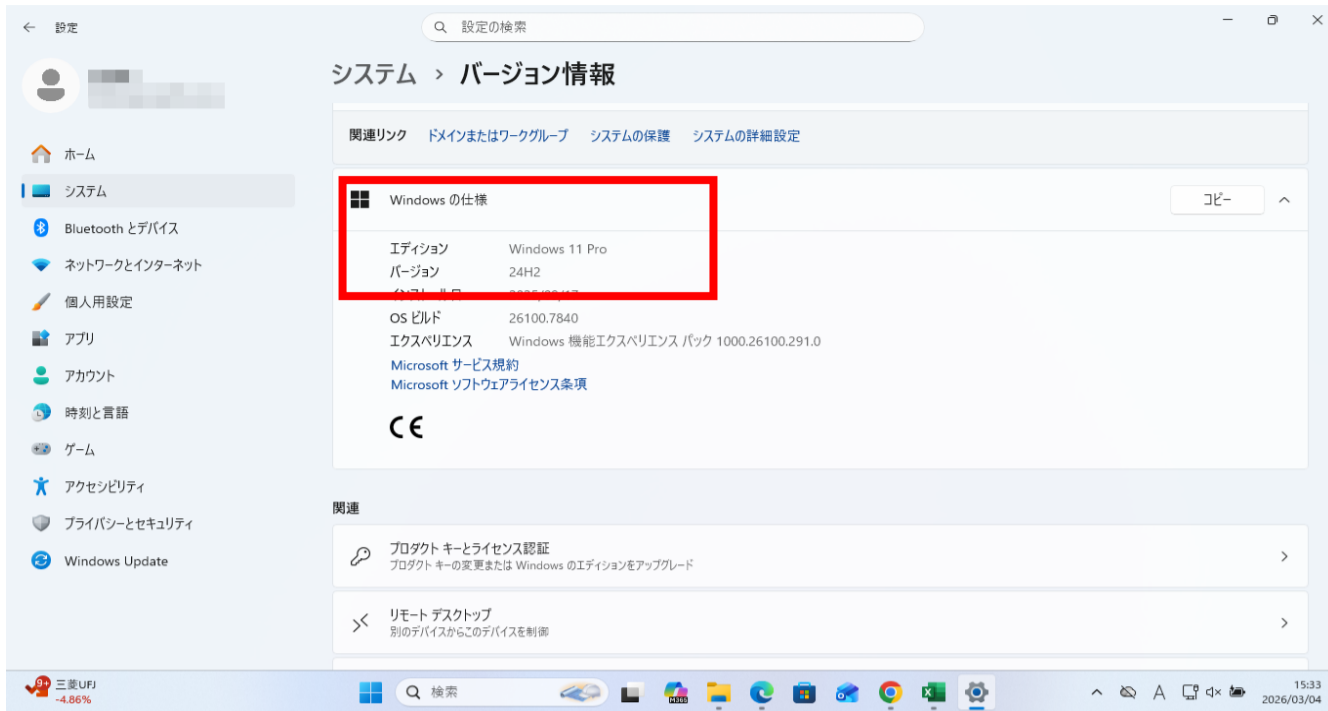 設定
設定の検索
システム > バージョン情報
関連リンク ドメインまたはワークグループ システムの保護 システムの詳細設定
ホーム
システム
Bluetooth とデバイス
ネットワークとインターネット
個人用設定
アプリ
アカウント
時刻と言語
ゲーム
アクセシビリティ
プライバシーとセキュリティ
Windows Update
Windows の仕様
コピー
エディション Windows 11 Pro
バージョン 24H2
OS ビルド 26100.7840
エクスペリエンス Windows 機能エクスペリエンス パック 1000.26100.291.0
Microsoft サービス規約
Microsoft ソフトウェアライセンス条項
CE
関連
プロダクト キーとライセンス認証
プロダクト キーの変更または Windows のエディションをアップグレード
リモート デスクトップ
別のデバイスからこのデバイスを制御
9+
三菱UFJ
-4.86%
検索
M365
A
15:33
2026/03/04